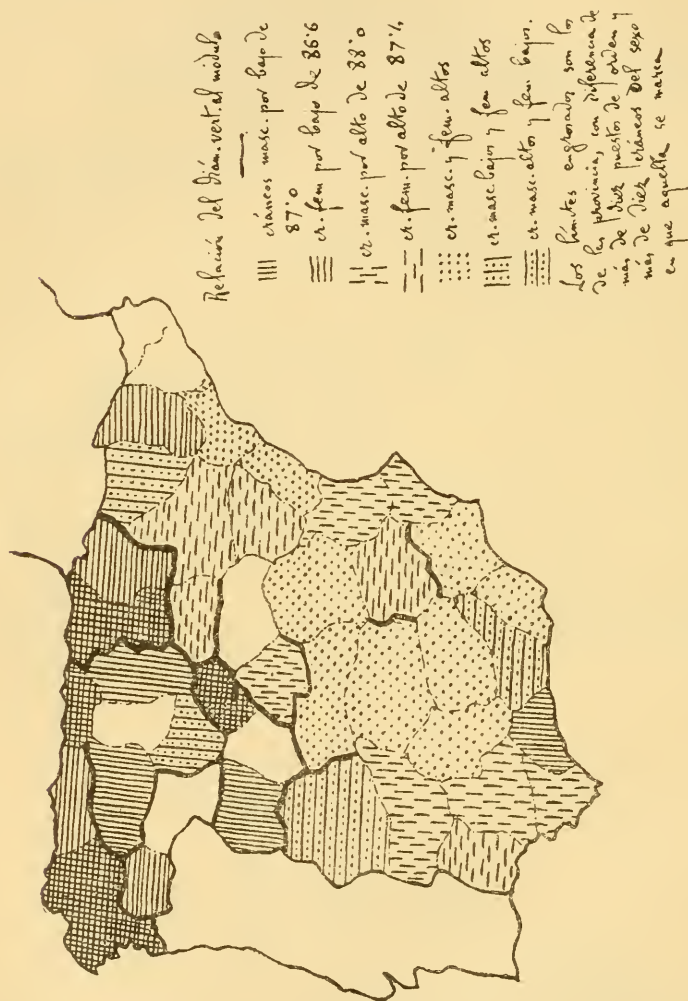 Relación del Diám. vert. al módulo
cráneos masc. por bajo de
87·0
cr. fem por bajo de 86·6
cr. masc. por alto de 88·0
cr. fem. por alto de 87·4
cr. masc. y fem. altos
cr. masc bajos y fem altos
cr. masc. altos y fem. bajos.
Los límites engrosados son los
de las provincias, con diferencia de
más de diez puestos de orden y
más de diez cráneos del sexo
en que aquella se marca